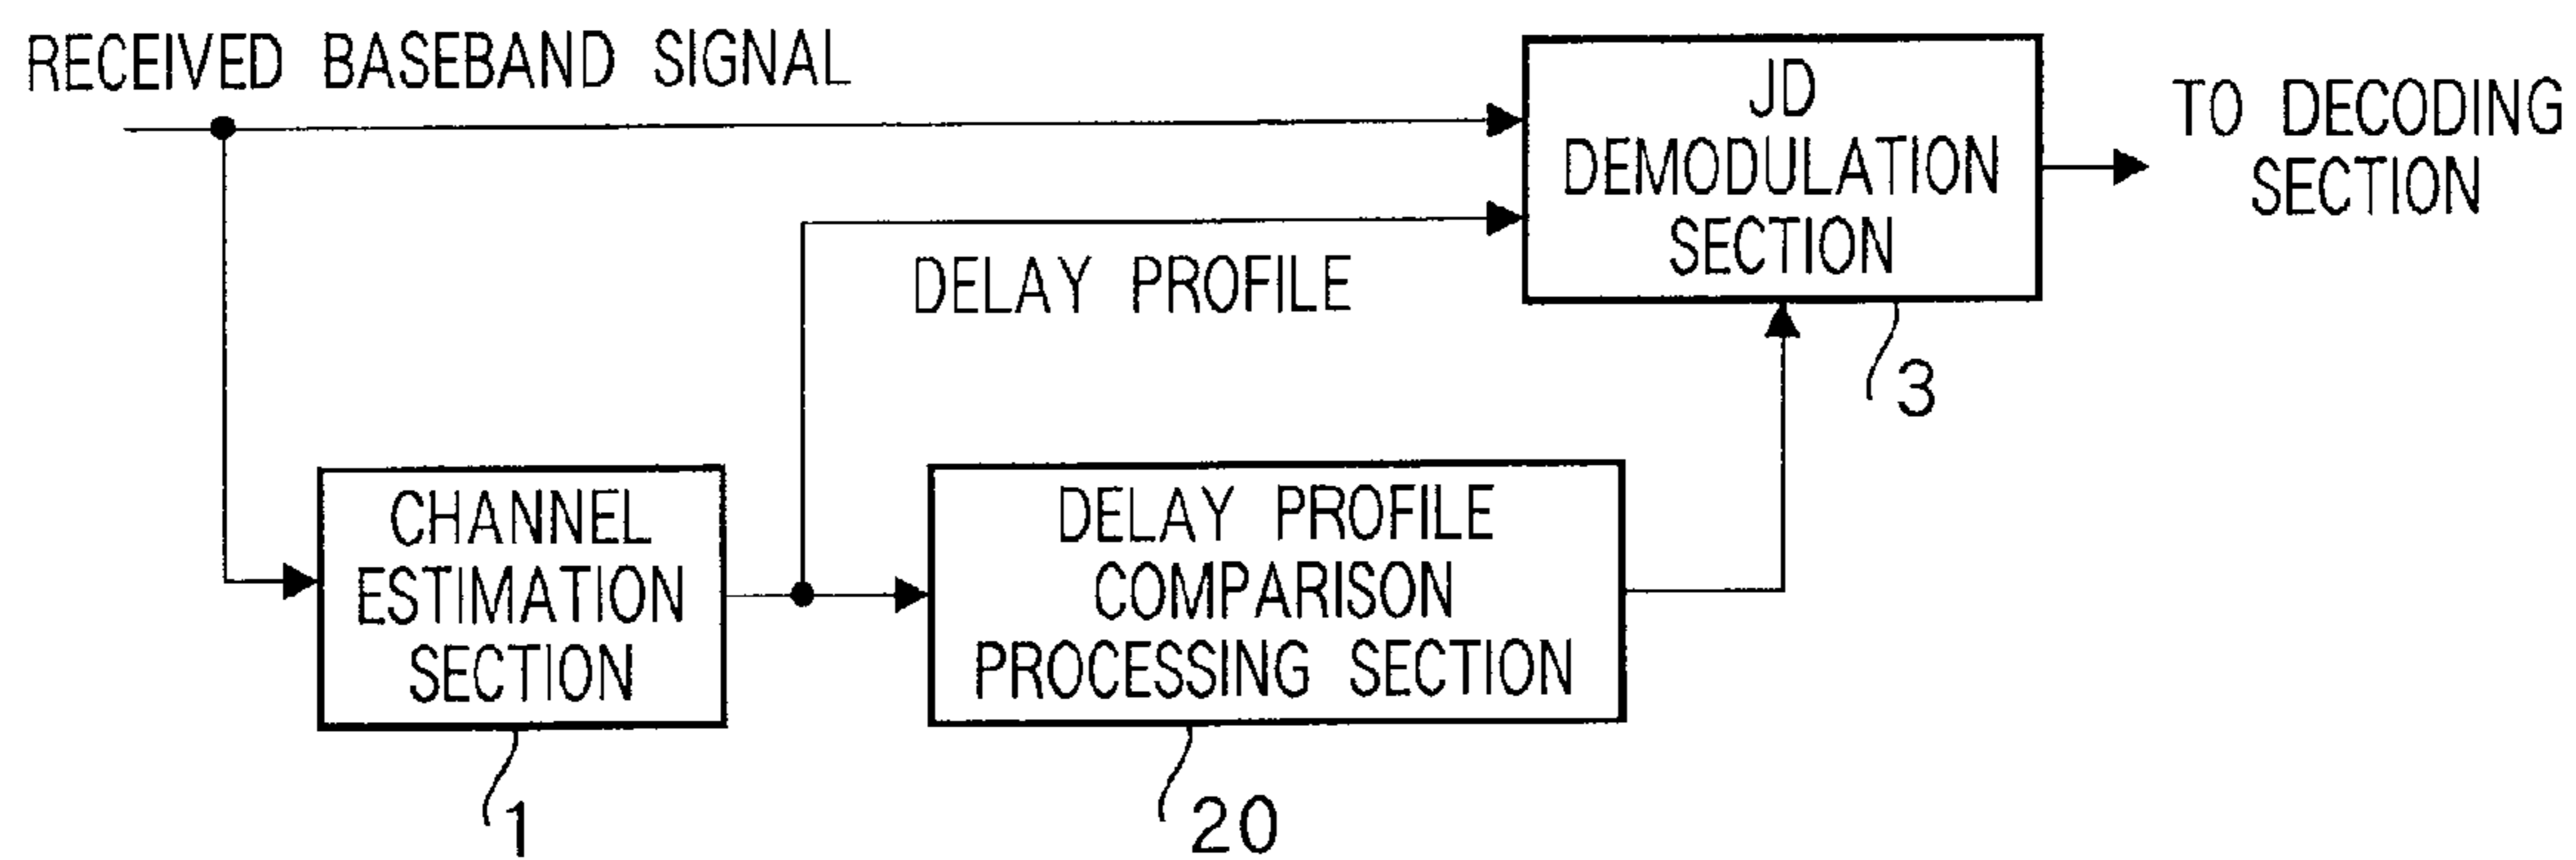 RECEIVED BASEBAND SIGNAL
JD
DEMODULATION
SECTION
TO DECODING
SECTION
DELAY PROFILE
3
CHANNEL
ESTIMATION
SECTION
DELAY PROFILE
COMPARISON
PROCESSING SECTION
1
20